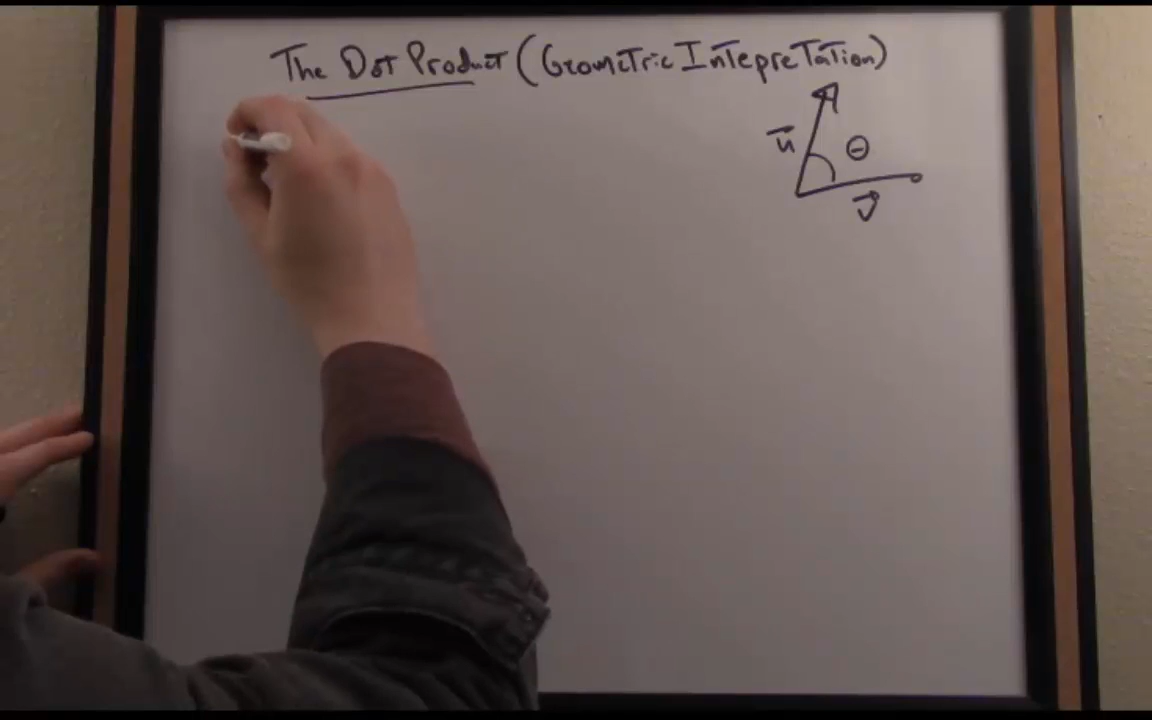 The Dot Product (Geometric Intepretation)
u⃗ θ
v⃗